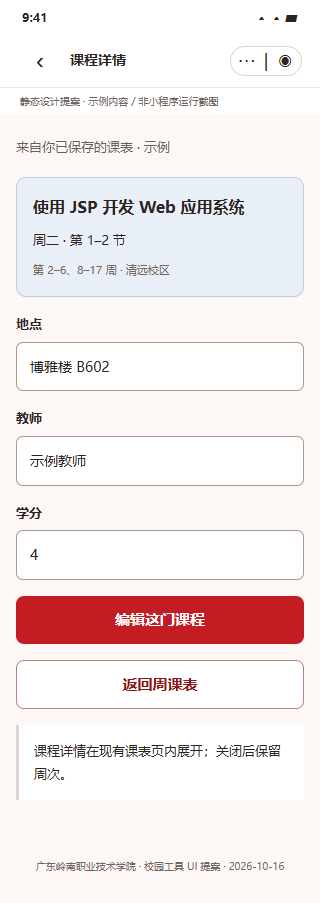 9:41
课程详情
静态设计提案 · 示例内容 / 非小程序运行截图
来自你已保存的课表 · 示例
使用 JSP 开发 Web 应用系统
周二 · 第 1–2 节
第 2–6、8–17 周 · 清远校区
地点
博雅楼 B602
教师
示例教师
学分
4
编辑这门课程
返回周课表
课程详情在现有课表页内展开；关闭后保留
周次。
广东岭南职业技术学院 · 校园工具 UI 提案 · 2026-10-16